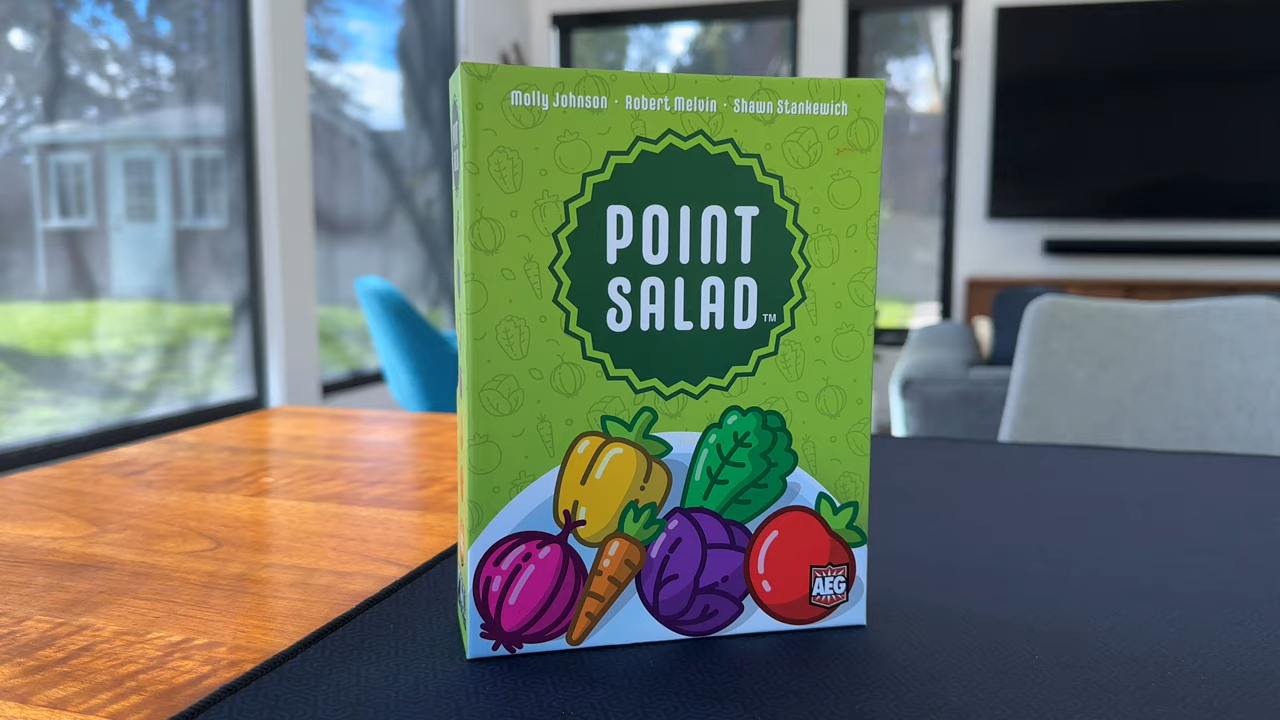 Molly Johnson · Robert Melvin · Shawn Stankewich
POINT
SALAD™
AEG